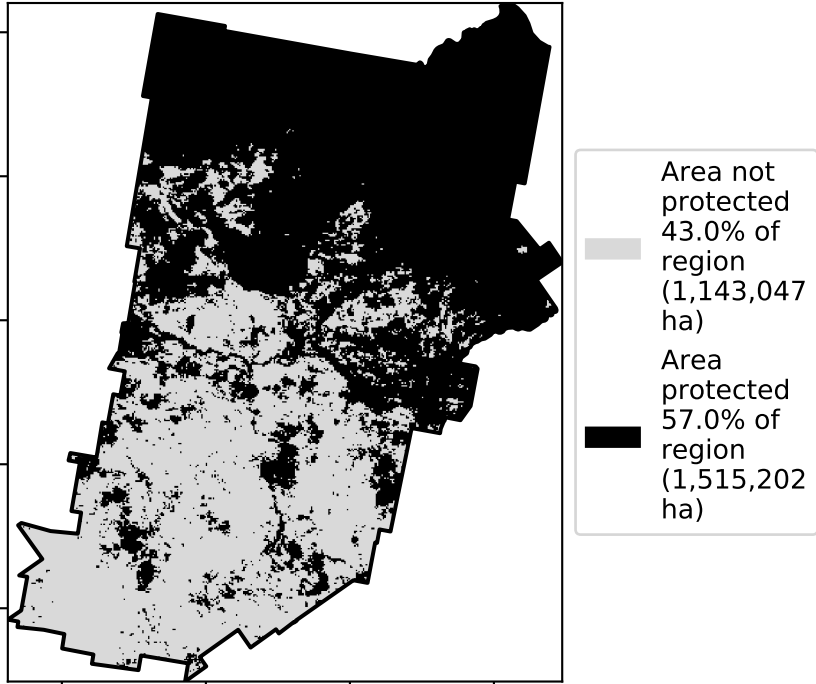 Area not
protected
43.0% of
region
(1,143,047
ha)
Area
protected
57.0% of
region
(1,515,202
ha)